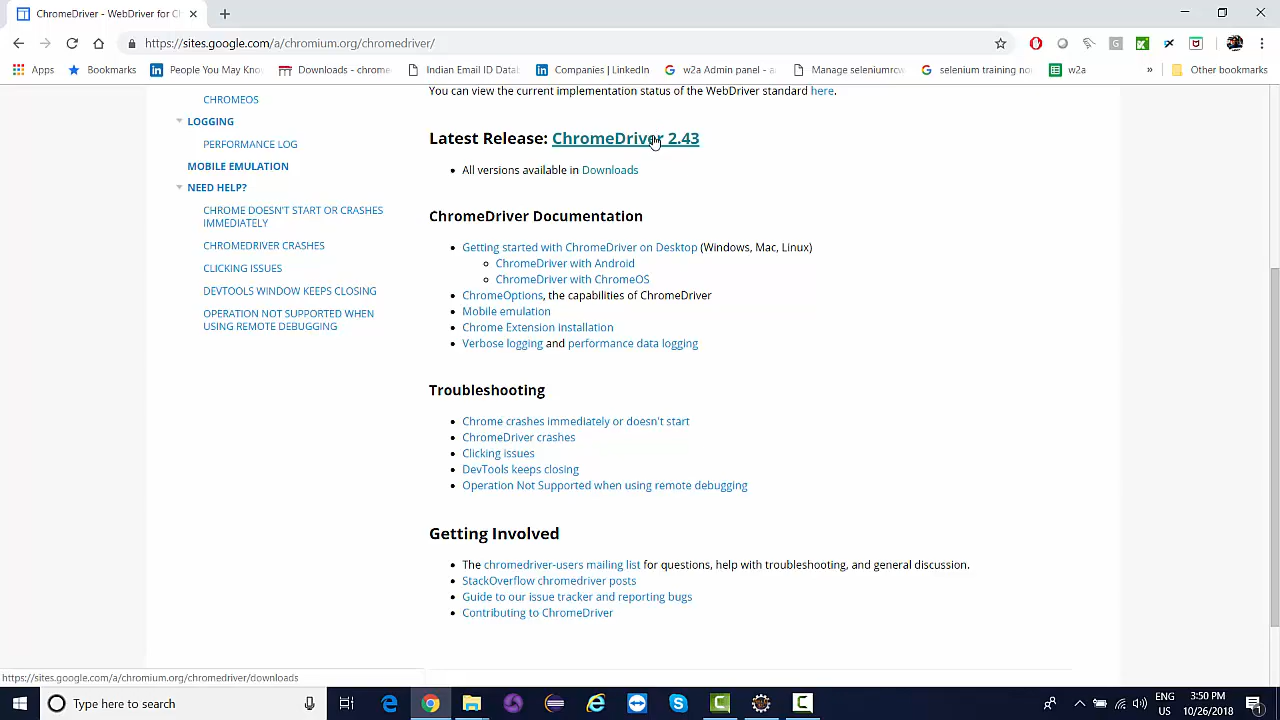 ChromeDriver - WebDriver for Ch
https://sites.google.com/a/chromium.org/chromedriver/
Apps
Bookmarks
People You May Kno
Downloads - chrome
Indian Email ID Data
Companies | LinkedIn
w2a Admin panel - a
Manage seleniumrcw
selenium training no
w2a
»
Other bookmarks
CHROMEOS
LOGGING
PERFORMANCE LOG
MOBILE EMULATION
NEED HELP?
CHROME DOESN'T START OR CRASHES
IMMEDIATELY
CHROMEDRIVER CRASHES
CLICKING ISSUES
DEVTOOLS WINDOW KEEPS CLOSING
OPERATION NOT SUPPORTED WHEN
USING REMOTE DEBUGGING
You can view the current implementation status of the WebDriver standard here.
Latest Release: ChromeDriver 2.43
All versions available in Downloads
ChromeDriver Documentation
Getting started with ChromeDriver on Desktop (Windows, Mac, Linux)
ChromeDriver with Android
ChromeDriver with ChromeOS
ChromeOptions, the capabilities of ChromeDriver
Mobile emulation
Chrome Extension installation
Verbose logging and performance data logging
Troubleshooting
Chrome crashes immediately or doesn't start
ChromeDriver crashes
Clicking issues
DevTools keeps closing
Operation Not Supported when using remote debugging
Getting Involved
The chromedriver-users mailing list for questions, help with troubleshooting, and general discussion.
StackOverflow chromedriver posts
Guide to our issue tracker and reporting bugs
Contributing to ChromeDriver
https://sites.google.com/a/chromium.org/chromedriver/downloads
Type here to search
ENG
US
3:50 PM
10/26/2018